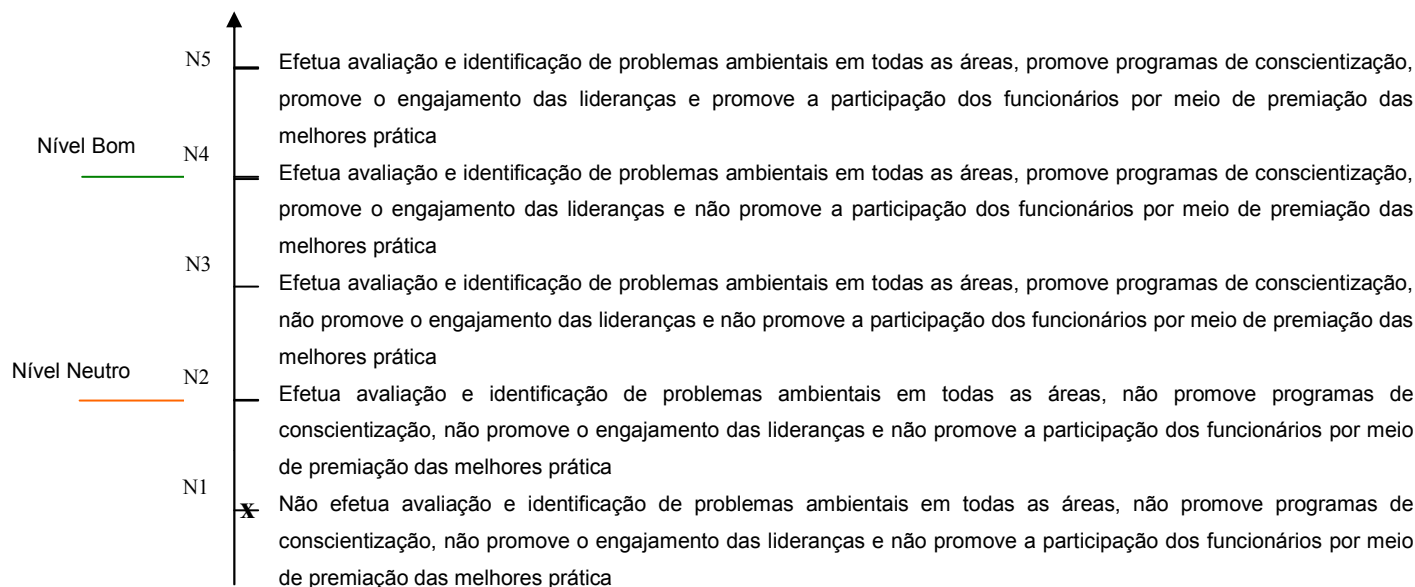 N5
Efetua avaliação e identificação de problemas ambientais em todas as áreas, promove programas de conscientização,
promove o engajamento das lideranças e promove a participação dos funcionários por meio de premiação das
melhores prática
Nível Bom
N4
Efetua avaliação e identificação de problemas ambientais em todas as áreas, promove programas de conscientização,
promove o engajamento das lideranças e não promove a participação dos funcionários por meio de premiação das
melhores prática
N3
Efetua avaliação e identificação de problemas ambientais em todas as áreas, promove programas de conscientização,
não promove o engajamento das lideranças e não promove a participação dos funcionários por meio de premiação das
melhores prática
Nível Neutro
N2
Efetua avaliação e identificação de problemas ambientais em todas as áreas, não promove programas de
conscientização, não promove o engajamento das lideranças e não promove a participação dos funcionários por meio
de premiação das melhores prática
N1
X
Não efetua avaliação e identificação de problemas ambientais em todas as áreas, não promove programas de
conscientização, não promove o engajamento das lideranças e não promove a participação dos funcionários por meio
de premiação das melhores prática